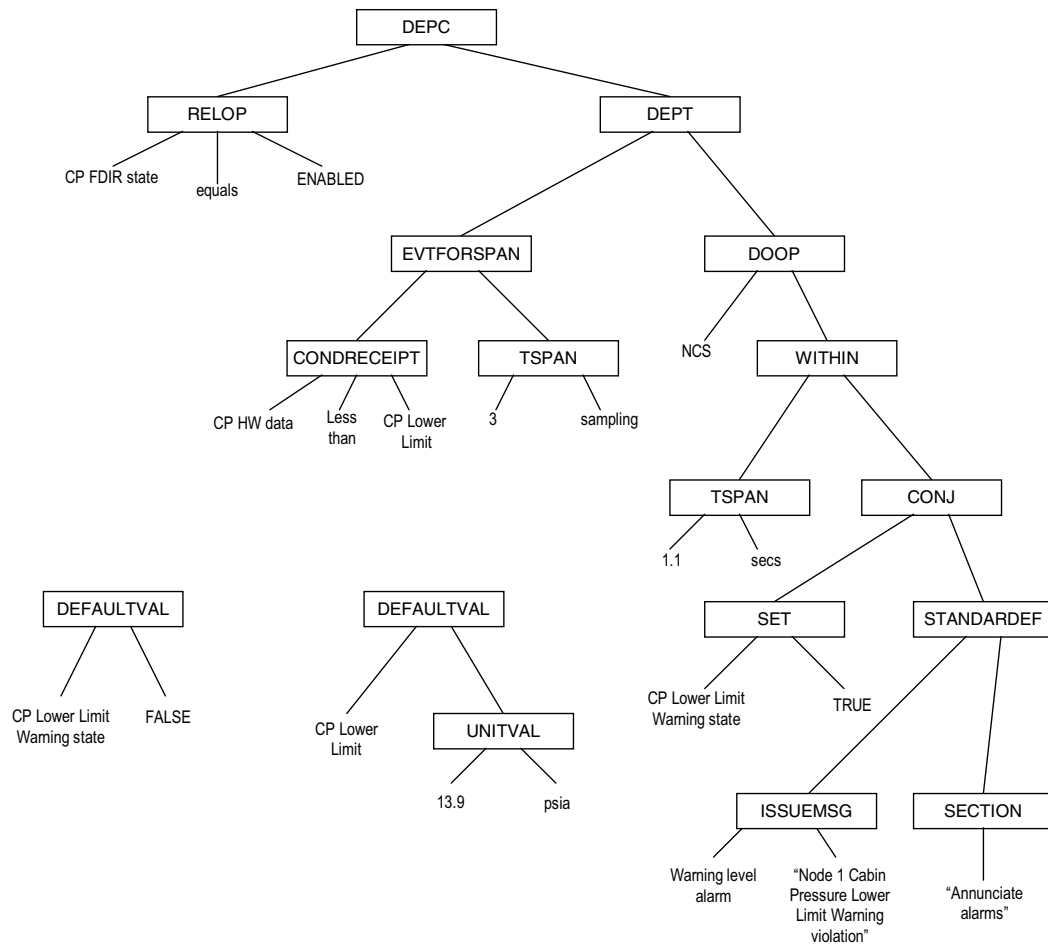 DEPC
RELOP
DEPT
CP FDIR state
equals
ENABLED
EVTFORSPAN
DOOP
CONDRECEIPT
TSPAN
NCS
WITHIN
CP HW data
Less
than
CP Lower
Limit
3
sampling
TSPAN
CONJ
1.1
secs
DEFAULTVAL
DEFAULTVAL
SET
STANDARDEF
CP Lower Limit
Warning state
FALSE
CP Lower
Limit
UNITVAL
CP Lower Limit
Warning state
TRUE
13.9
psia
ISSUEMSG
SECTION
Warning level
alarm
“Node 1 Cabin
Pressure Lower
Limit Warning
violation”
“Annunciate
alarms”